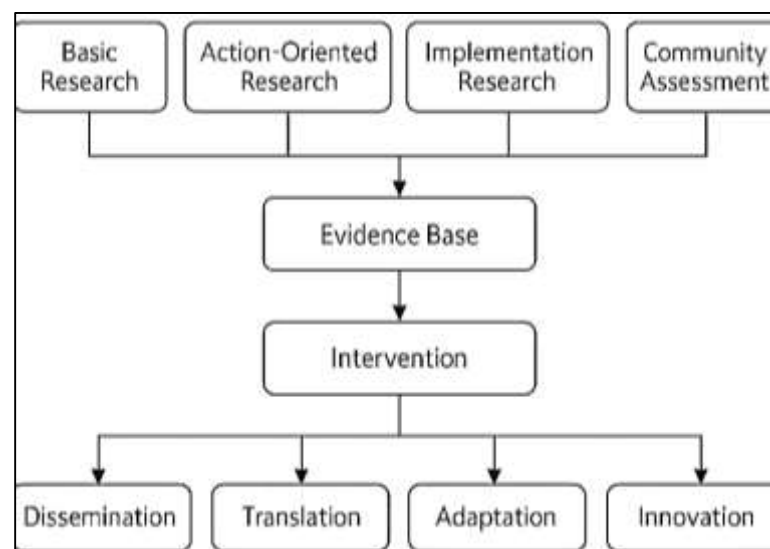 Basic
Research
Action-Oriented
Research
Implementation
Research
Community
Assessment
Evidence Base
Intervention
Dissemination
Translation
Adaptation
Innovation